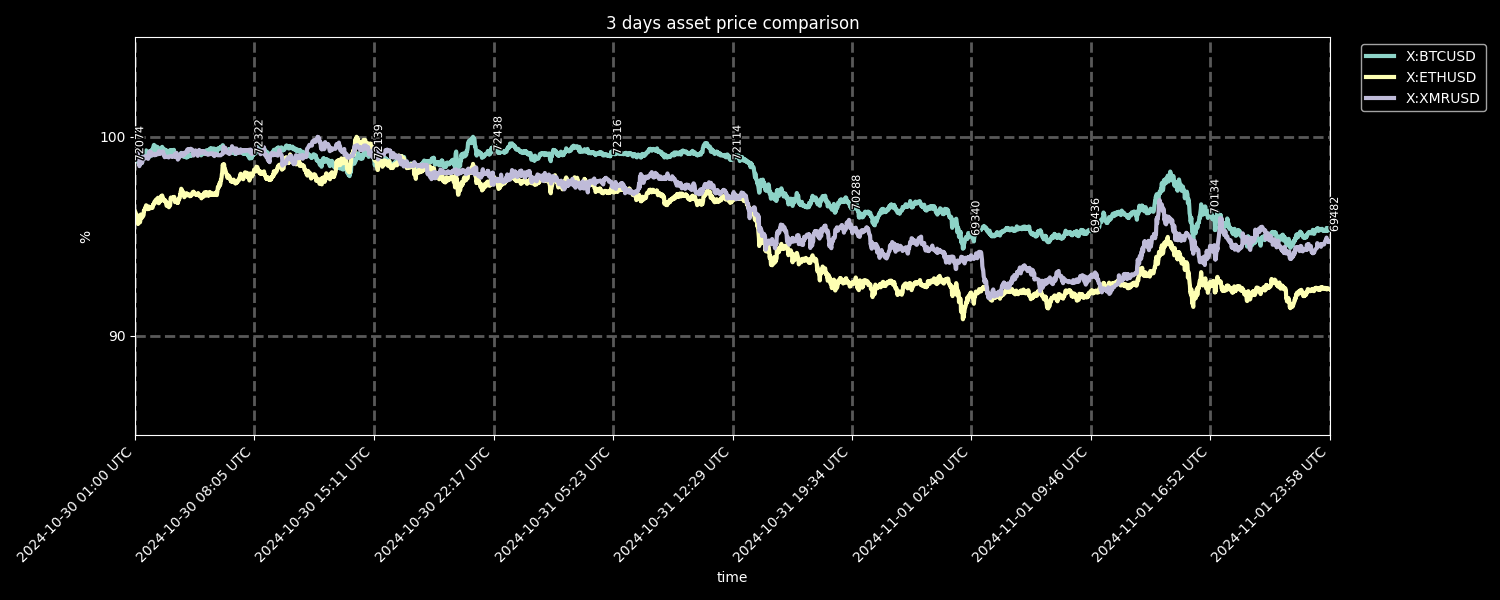 3 days asset price comparison
X:BTCUSD
X:ETHUSD
X:XMRUSD
100
90
%
72074
72322
72139
72438
72316
72114
70288
69340
69436
70134
69482
2024-10-30 01:00 UTC
2024-10-30 08:05 UTC
2024-10-30 15:11 UTC
2024-10-30 22:17 UTC
2024-10-31 05:23 UTC
2024-10-31 12:29 UTC
2024-10-31 19:34 UTC
2024-11-01 02:40 UTC
2024-11-01 09:46 UTC
2024-11-01 16:52 UTC
2024-11-01 23:58 UTC
time